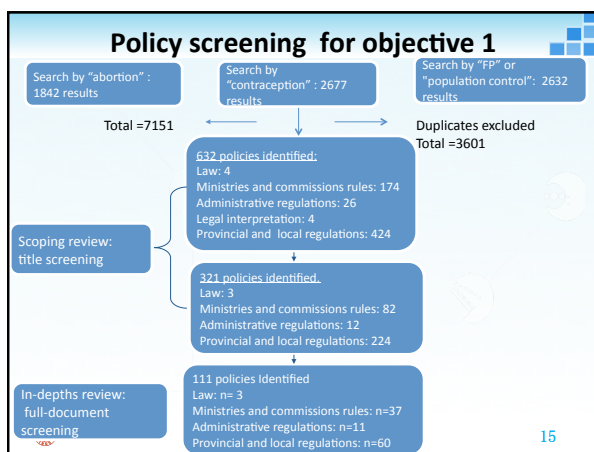 Policy screening for objective 1
Search by “abortion” :
1842 results
Search by
“contraception” : 2677
results
Search by “FP” or
"population control": 2632
results
Total =7151
Duplicates excluded
Total =3601
632 policies identified:
Law: 4
Ministries and commissions rules: 174
Administrative regulations: 26
Legal interpretation: 4
Provincial and local regulations: 424
Scoping review:
title screening
321 policies identified.
Law: 3
Ministries and commissions rules: 82
Administrative regulations: 12
Provincial and local regulations: 224
In-depths review:
full-document
screening
111 policies Identified
Law: n= 3
Ministries and commissions rules: n=37
Administrative regulations: n=11
Provincial and local regulations: n=60
15